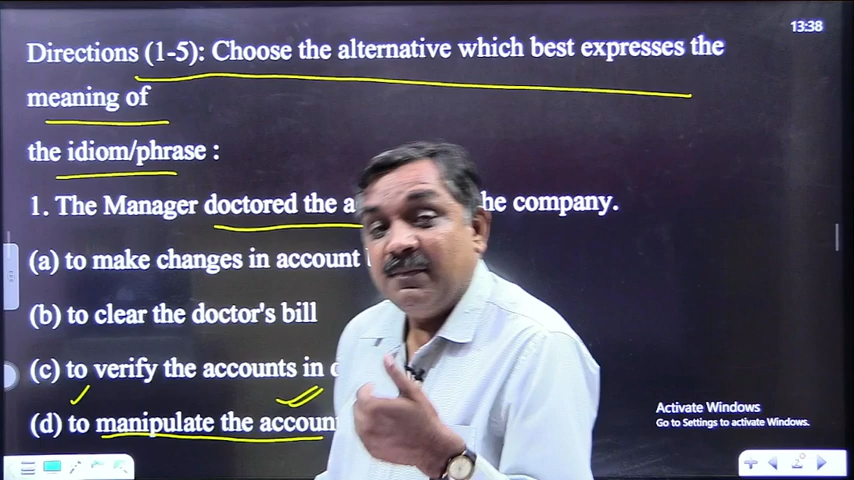 13:38
Directions (1-5): Choose the alternative which best expresses the
meaning of
the idiom/phrase :
1. The Manager doctored the he company.
(a) to make changes in account
(b) to clear the doctor's bill
(c) to verify the accounts in
(d) to manipulate the accoun
Activate Windows
Go to Settings to activate Windows.